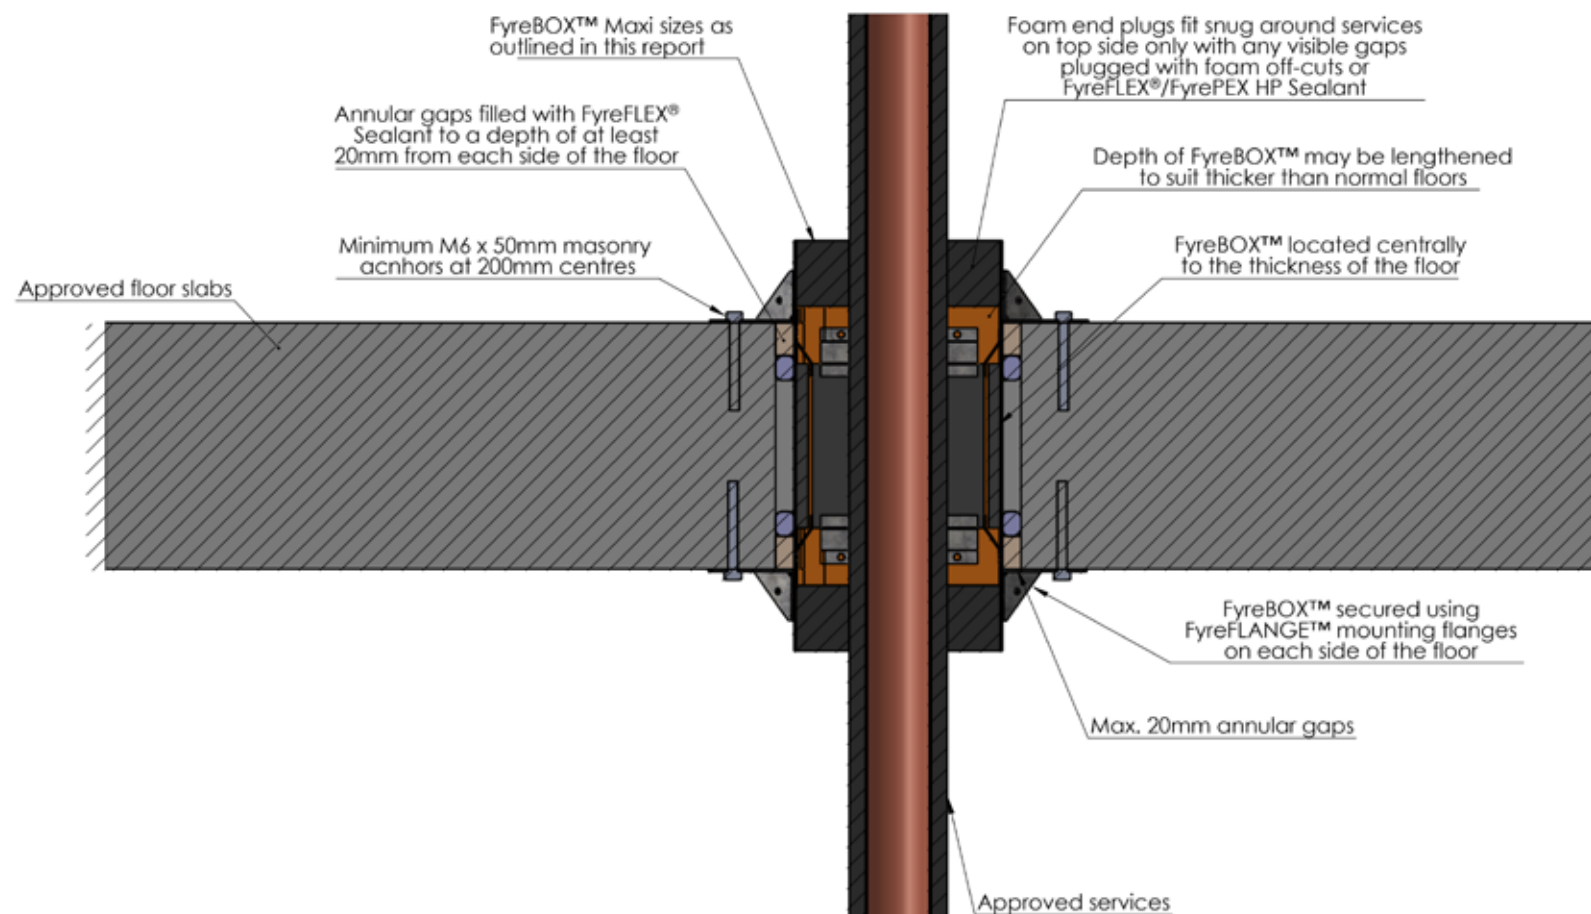 FyreBOX™ Maxi sizes as
outlined in this report
Foam end plugs fit snug around services
on top side only with any visible gaps
plugged with foam off-cuts or
FyreFLEX®/FyrePEX HP Sealant
Annular gaps filled with FyreFLEX®
Sealant to a depth of at least
20mm from each side of the floor
Depth of FyreBOX™ may be lengthened
to suit thicker than normal floors
Minimum M6 x 50mm masonry
acnhors at 200mm centres
FyreBOX™ located centrally
to the thickness of the floor
Approved floor slabs
FyreBOX™ secured using
FyreFLANGE™ mounting flanges
on each side of the floor
Max. 20mm annular gaps
Approved services